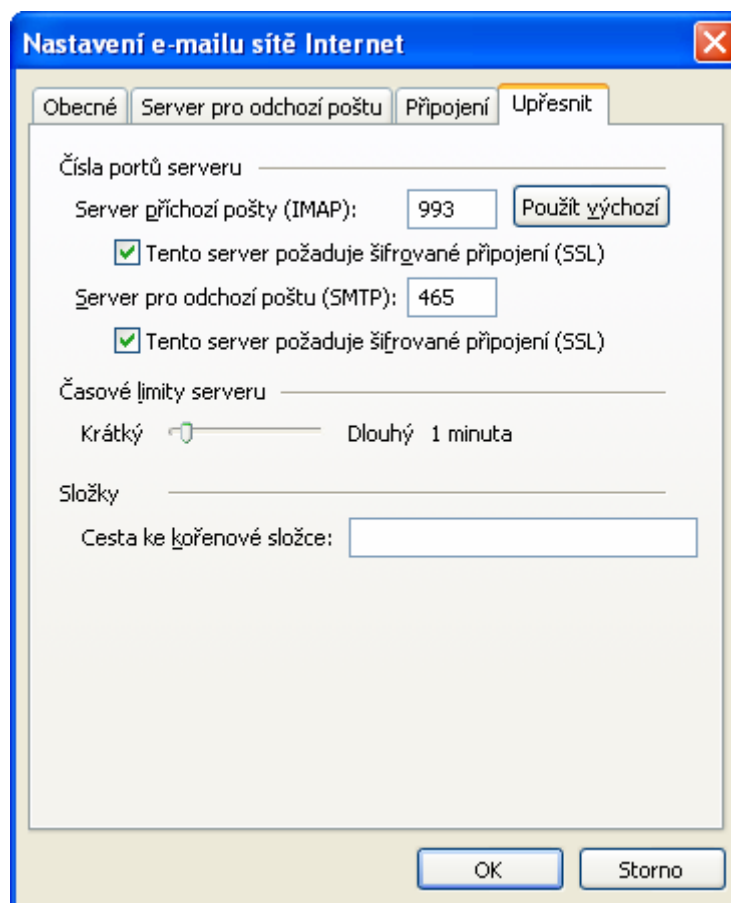 Nastavení e-mailu sítě Internet
Obecné Server pro odchozí poštu Připojení Upřesnit
Čísla portů serveru
Server příchozí pošty (IMAP): 993 Použít výchozí
Tento server požaduje šifrované připojení (SSL)
Server pro odchozí poštu (SMTP): 465
Tento server požaduje šifrované připojení (SSL)
Časové limity serveru
Krátký Dlouhý 1 minuta
Složky
Cesta ke kořenové složce:
OK Storno